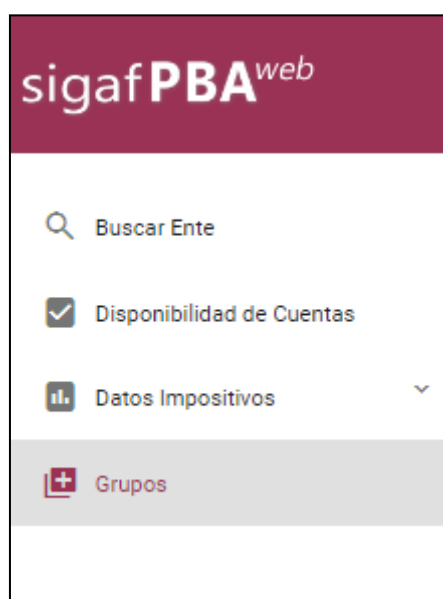 sigafPBAweb
Buscar Ente
Disponibilidad de Cuentas
Datos Impositivos
Grupos